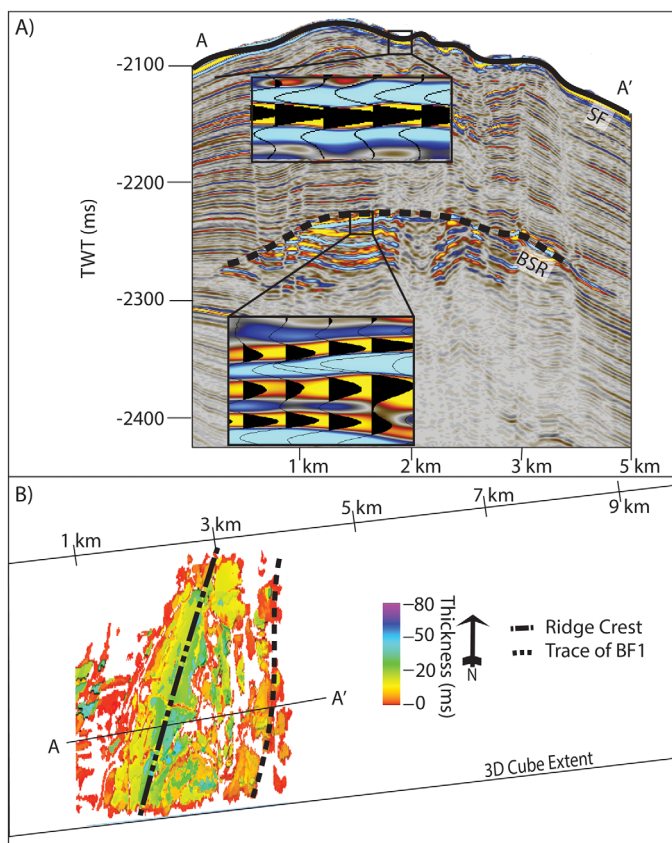 A)
A
A'
-2100
SF
-2200
TWT (ms)
BSR
-2300
-2400
1 km
2 km
3 km
5 km
B)
1 km
3 km
5 km
7 km
9 km
80
50
20
0
Thickness (ms)
N
Ridge Crest
Trace of BF1
A
A'
3D Cube Extent